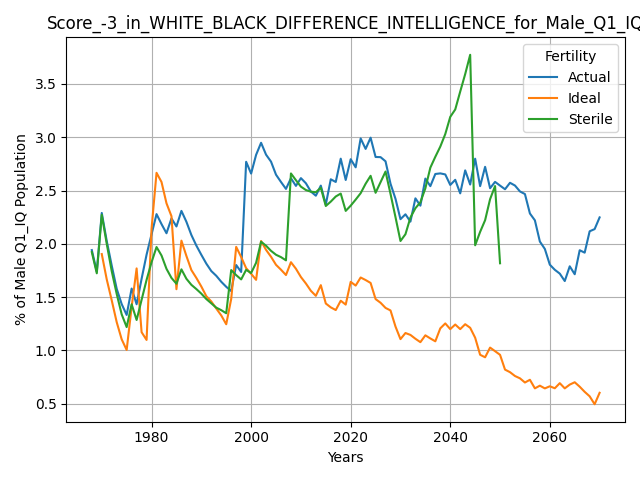 Score_-3_in_WHITE_BLACK_DIFFERENCE_INTELLIGENCE_for_Male_Q1_IQ
Fertility
Actual
Ideal
Sterile
% of Male Q1_IQ Population
3.5
3.0
2.5
2.0
1.5
1.0
0.5
1980 2000 2020 2040 2060
Years